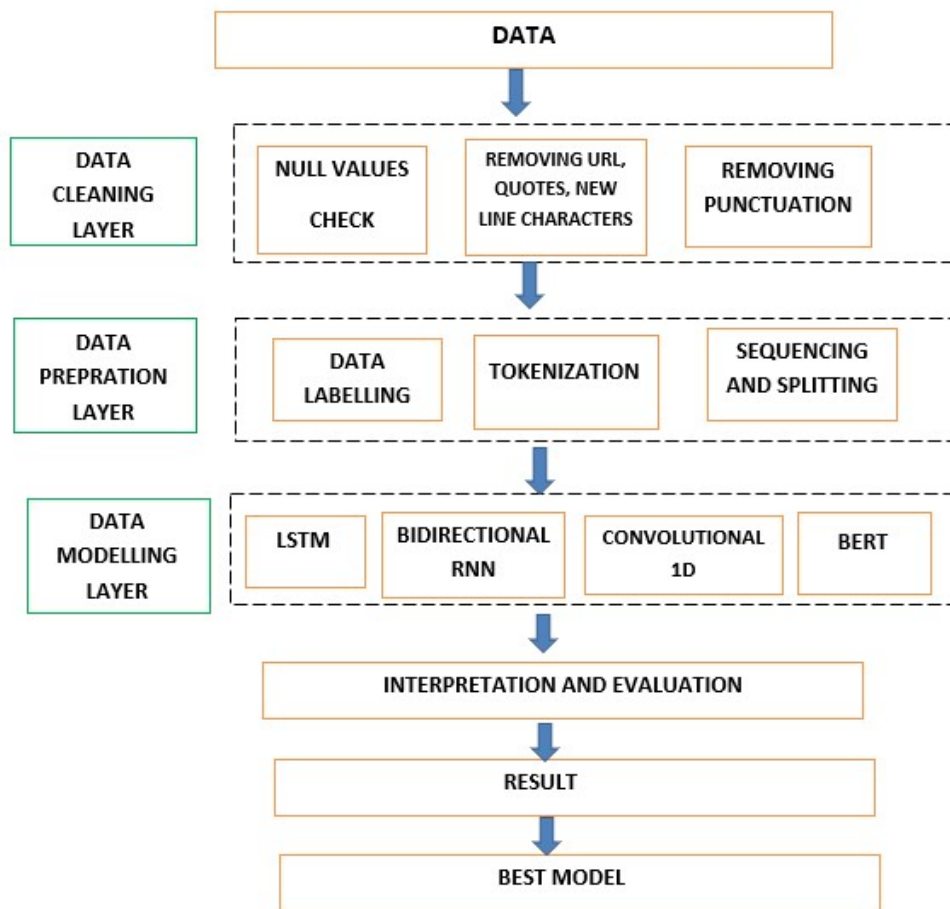 DATA
DATA
CLEANING
LAYER
NULL VALUES
CHECK
REMOVING URL,
QUOTES, NEW
LINE CHARACTERS
REMOVING
PUNCTUATION
DATA
PREPRATION
LAYER
DATA
LABELLING
TOKENIZATION
SEQUENCING
AND SPLITTING
DATA
MODELLING
LAYER
LSTM
BIDIRECTIONAL
RNN
CONVOLUTIONAL
1D
BERT
INTERPRETATION AND EVALUATION
RESULT
BEST MODEL